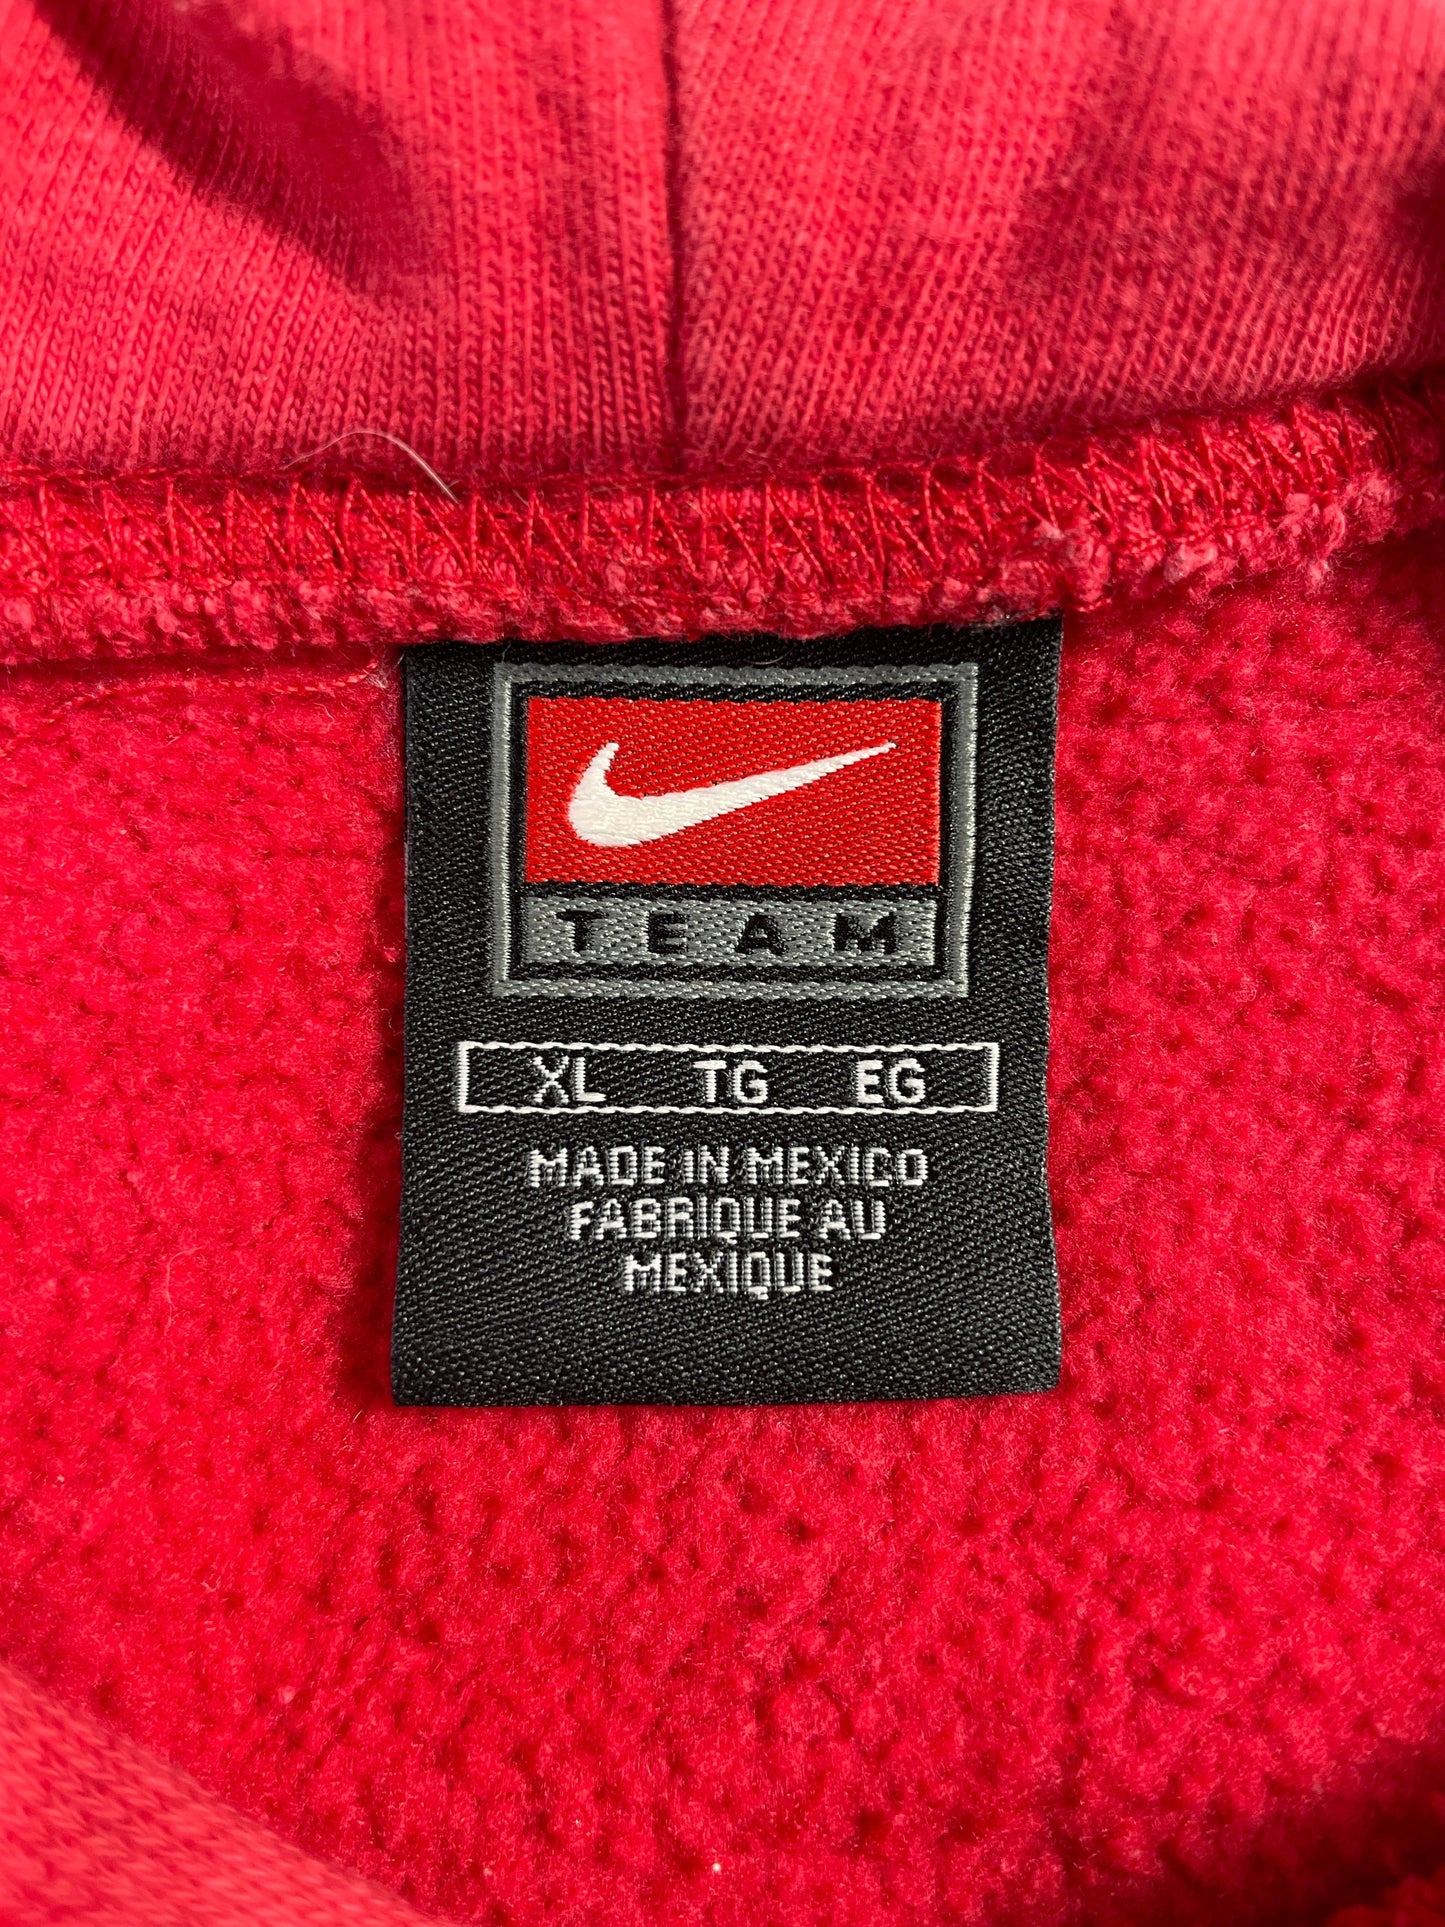 TEAM
XL TG EG
MADE IN MEXICO
FABRIQUE AU
MEXIQUE